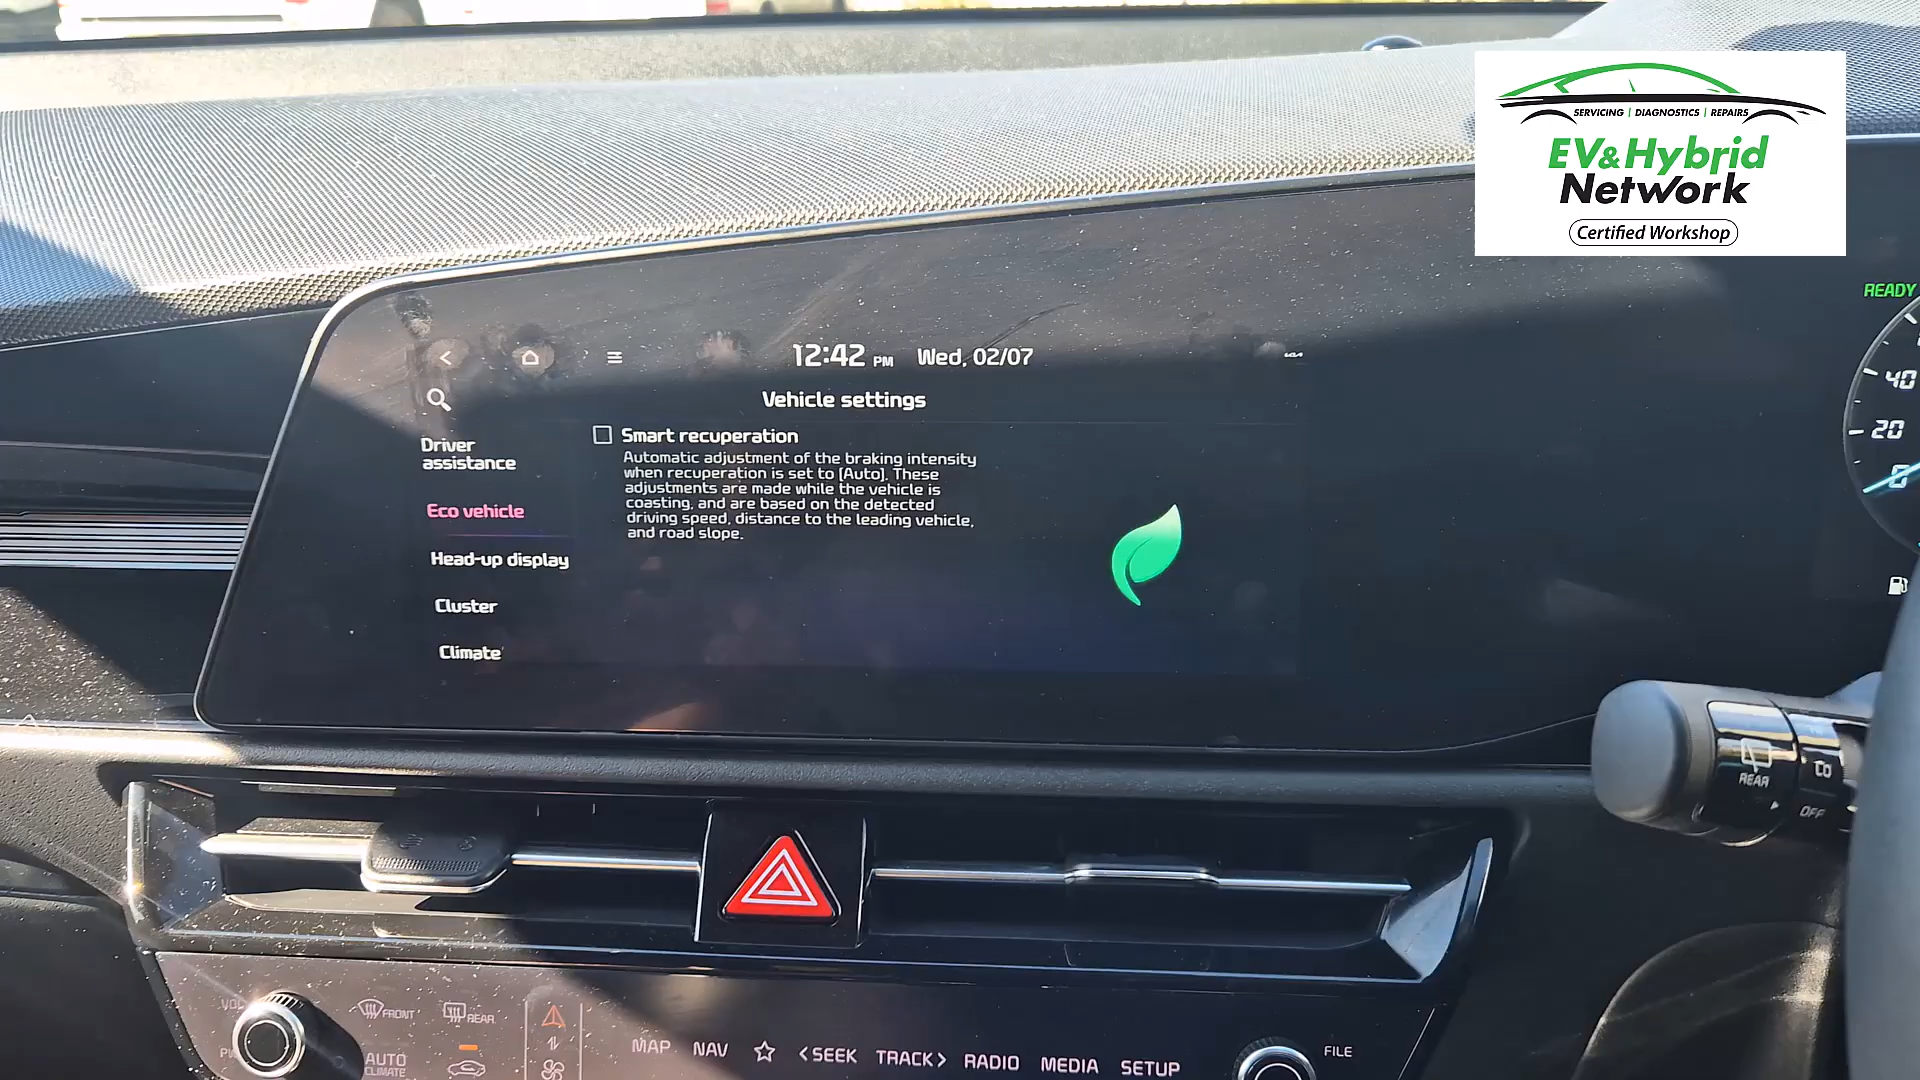 SERVICING | DIAGNOSTICS | REPAIRS
EV&Hybrid
Network
Certified Workshop
READY
40
20
0
12:42 PM Wed, 02/07
Vehicle settings
Driver
assistance
Eco vehicle
Head-up display
Cluster
Climate
Smart recuperation
Automatic adjustment of the braking intensity
when recuperation is set to [Auto]. These
adjustments are made while the vehicle is
coasting, and are based on the detected
driving speed, distance to the leading vehicle,
and road slope.
REAR
OFF
VOL
FRONT
REAR
AUTO
CLIMATE
MAP
NAV
< SEEK
TRACK >
RADIO
MEDIA
SETUP
FILE